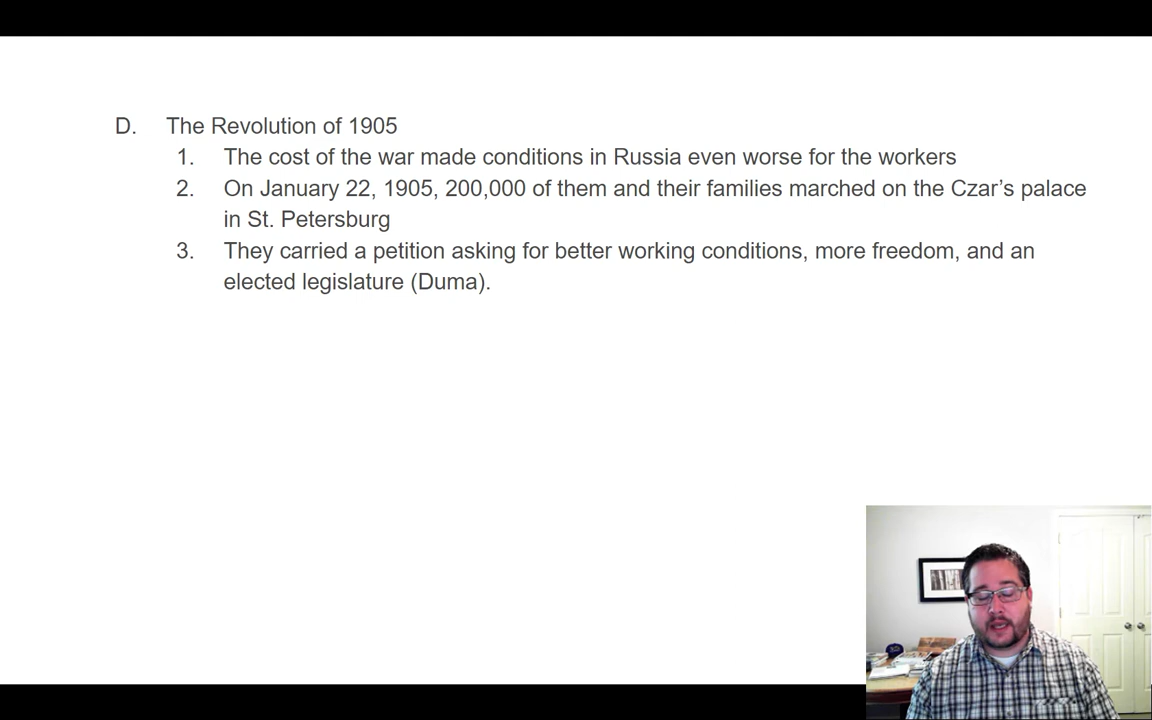 D. The Revolution of 1905
1. The cost of the war made conditions in Russia even worse for the workers
2. On January 22, 1905, 200,000 of them and their families marched on the Czar’s palace
in St. Petersburg
3. They carried a petition asking for better working conditions, more freedom, and an
elected legislature (Duma).